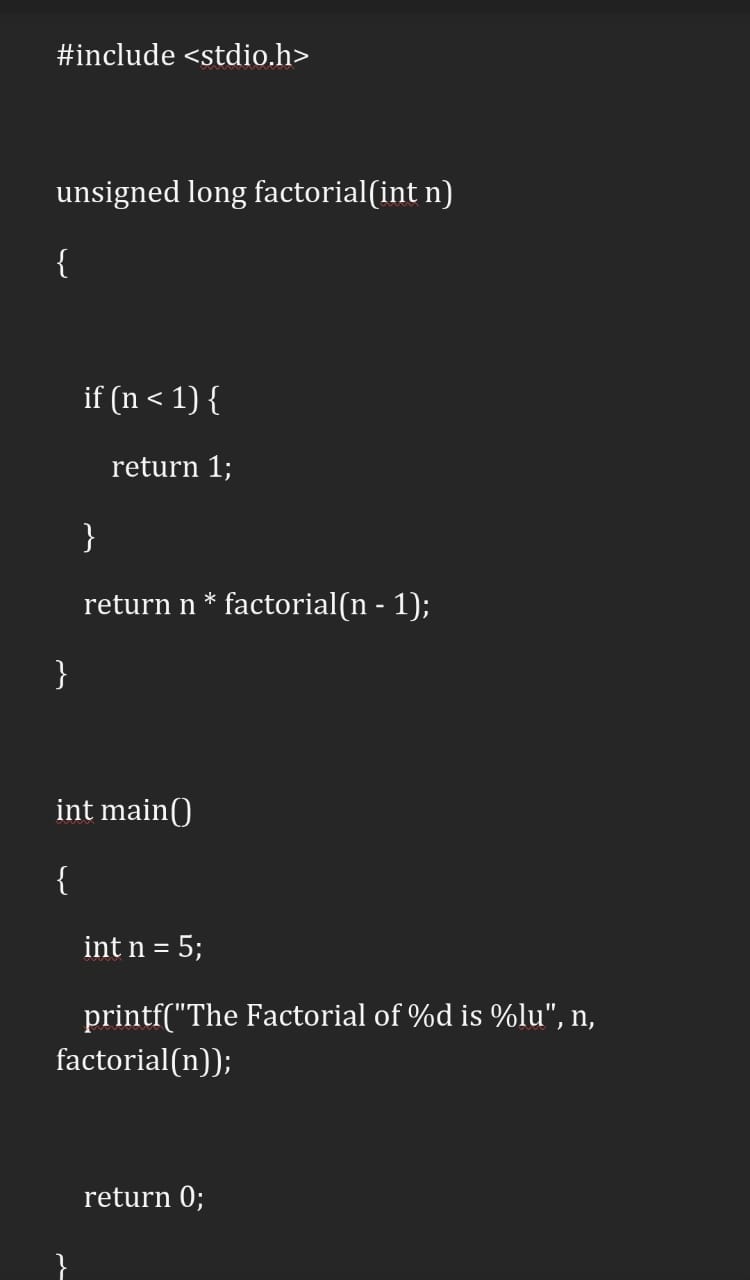 #include <stdio.h>
unsigned long factorial(int n)
{
if (n < 1) {
return 1;
}
return n * factorial(n - 1);
}
int main()
{
int n = 5;
printf("The Factorial of %d is %lu", n,
factorial(n));
return 0;
}